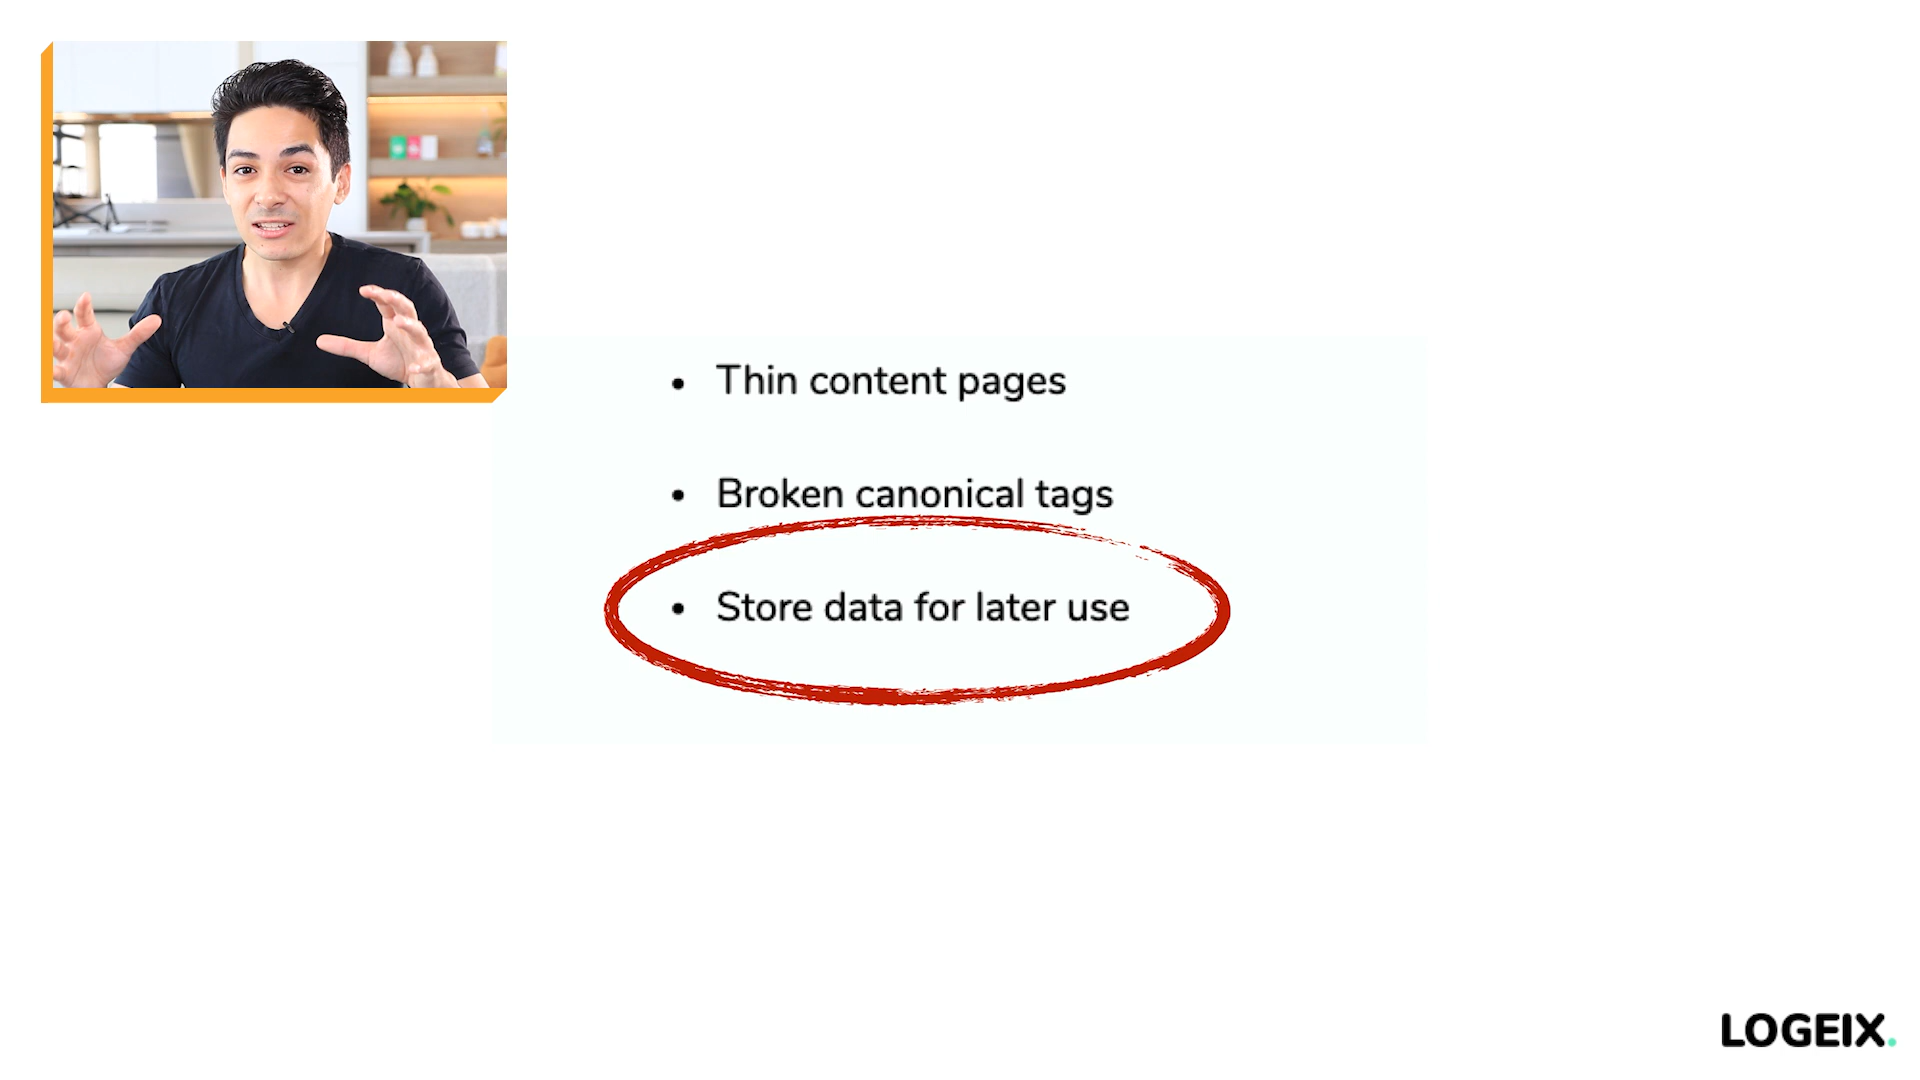 • Thin content pages
• Broken canonical tags
• Store data for later use
LOGEIX.